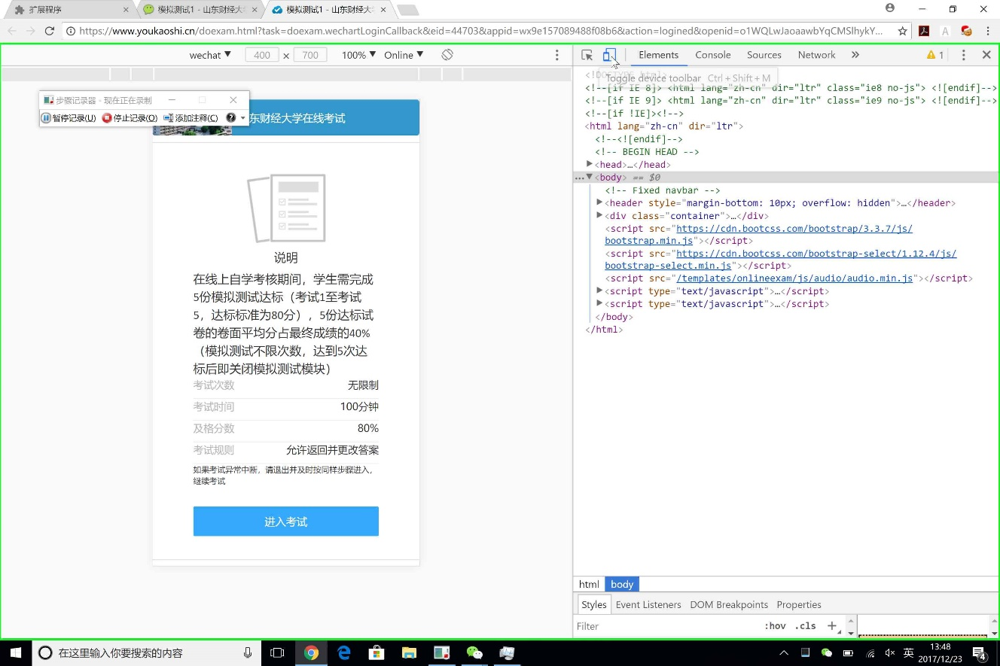 扩展程序
模拟测试1 - 山东财经大
模拟测试1 - 山东财经大
https://www.youkaoshi.cn/doexam.html?task=doexam.wechartLoginCallback&eid=44703&appid=wx9e157089488f08b6&action=logined&openid=o1WQLwJaoaawbYqCMSlhykY...
wechat 400 × 700 100% Online
Elements Console Sources Network » 1
<!DOCTYPE html>
Toggle device toolbar Ctrl + Shift + M
<!--[if IE 8]> <html lang="zh-cn" dir="ltr" class="ie8 no-js"> <![endif]-->
<!--[if IE 9]> <html lang="zh-cn" dir="ltr" class="ie9 no-js"> <![endif]-->
<!--[if !IE]><!-->
<html lang="zh-cn" dir="ltr">
<!--<![endif]-->
<!-- BEGIN HEAD -->
<head>…</head>
<body> == $0
<!-- Fixed navbar -->
<header style="margin-bottom: 10px; overflow: hidden">…</header>
<div class="container">…</div>
<script src="https://cdn.bootcss.com/bootstrap/3.3.7/js/
bootstrap.min.js"></script>
<script src="https://cdn.bootcss.com/bootstrap-select/1.12.4/js/
bootstrap-select.min.js"></script>
<script src="/templates/onlineexam/js/audio/audio.min.js"></script>
<script type="text/javascript">…</script>
<script type="text/javascript">…</script>
</body>
</html>
步骤记录器 - 现在正在录制
暂停记录(U) 停止记录(O) 添加注释(C)
东财经大学在线考试
说明
在线上自学考核期间，学生需完成
5份模拟测试达标（考试1至考试
5，达标标准为80分），5份达标试
卷的卷面平均分占最终成绩的40%
（模拟测试不限次数，达到5次达
标后即关闭模拟测试模块）
考试次数 无限制
考试时间 100分钟
及格分数 80%
考试规则 允许返回并更改答案
如果考试异常中断，请退出并及时按同样步骤进入，
继续考试
进入考试
html body
Styles Event Listeners DOM Breakpoints Properties
Filter :hov .cls +
在这里输入你要搜索的内容
英
13:48
2017/12/23
4